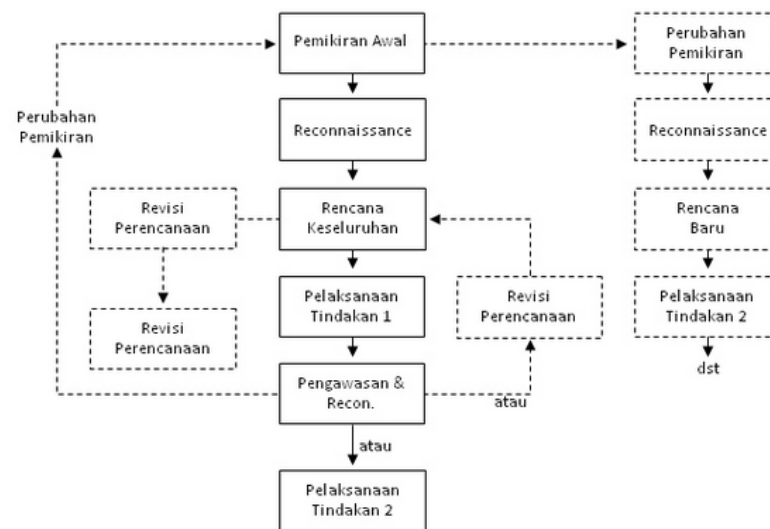 Pemikiran Awal
Perubahan
Pemikiran
Perubahan
Pemikiran
Reconnaissance
Reconnaissance
Revisi
Perencanaan
Rencana
Keseluruhan
Rencana
Baru
Revisi
Perencanaan
Pelaksanaan
Tindakan 1
Revisi
Perencanaan
Pelaksanaan
Tindakan 2
Pengawasan &
Recon.
atau
dst
atau
Pelaksanaan
Tindakan 2